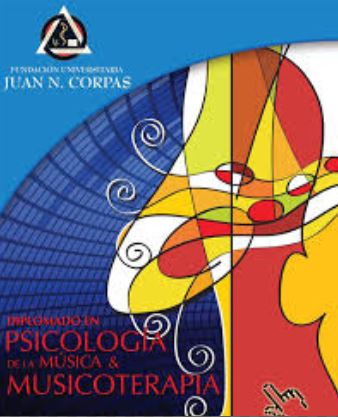 FUNDACIÓN UNIVERSITARIA
JUAN N. CORPAS
DIPLOMADO EN
PSICOLOGÍA
DE LA MÚSICA &
MUSICOTERAPIA